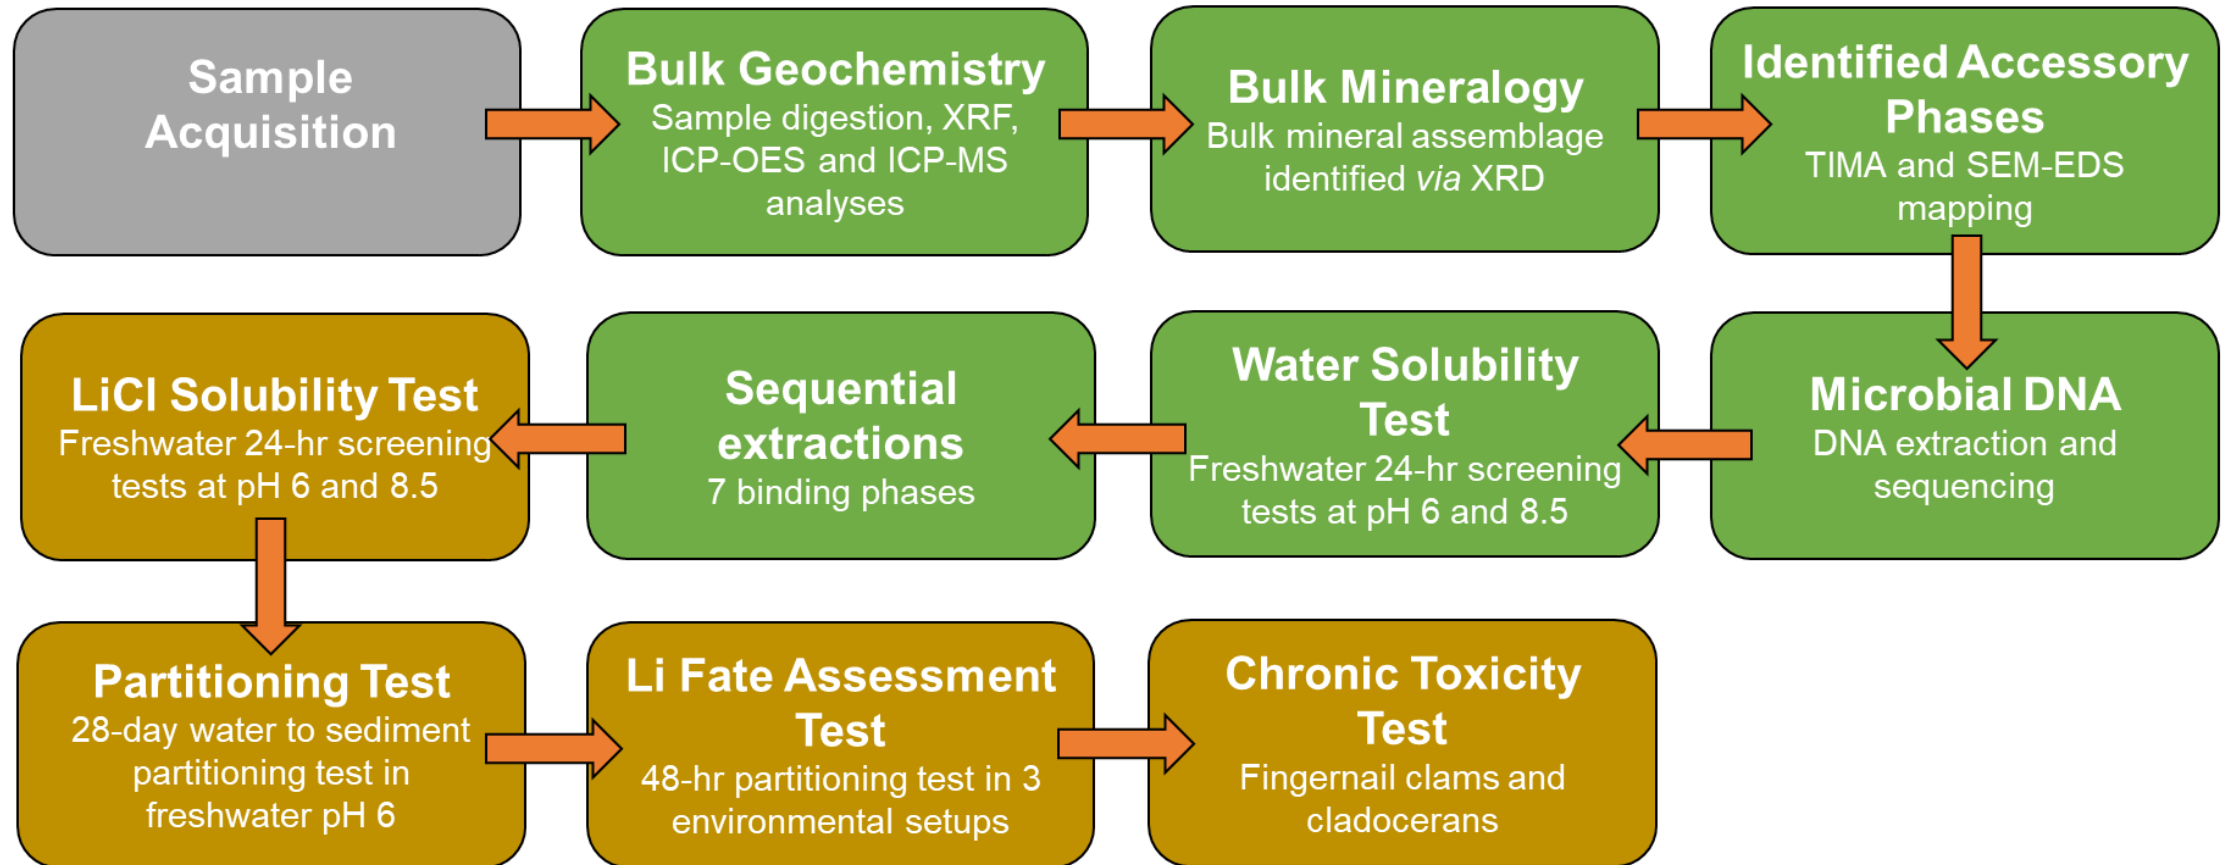 Sample
Acquisition
Bulk Geochemistry
Sample digestion, XRF,
ICP-OES and ICP-MS
analyses
Bulk Mineralogy
Bulk mineral assemblage
identified via XRD
Identified Accessory
Phases
TIMA and SEM-EDS
mapping
Microbial DNA
DNA extraction and
sequencing
Water Solubility
Test
Freshwater 24-hr screening
tests at pH 6 and 8.5
Sequential
extractions
7 binding phases
LiCl Solubility Test
Freshwater 24-hr screening
tests at pH 6 and 8.5
Partitioning Test
28-day water to sediment
partitioning test in
freshwater pH 6
Li Fate Assessment
Test
48-hr partitioning test in 3
environmental setups
Chronic Toxicity
Test
Fingernail clams and
cladocerans